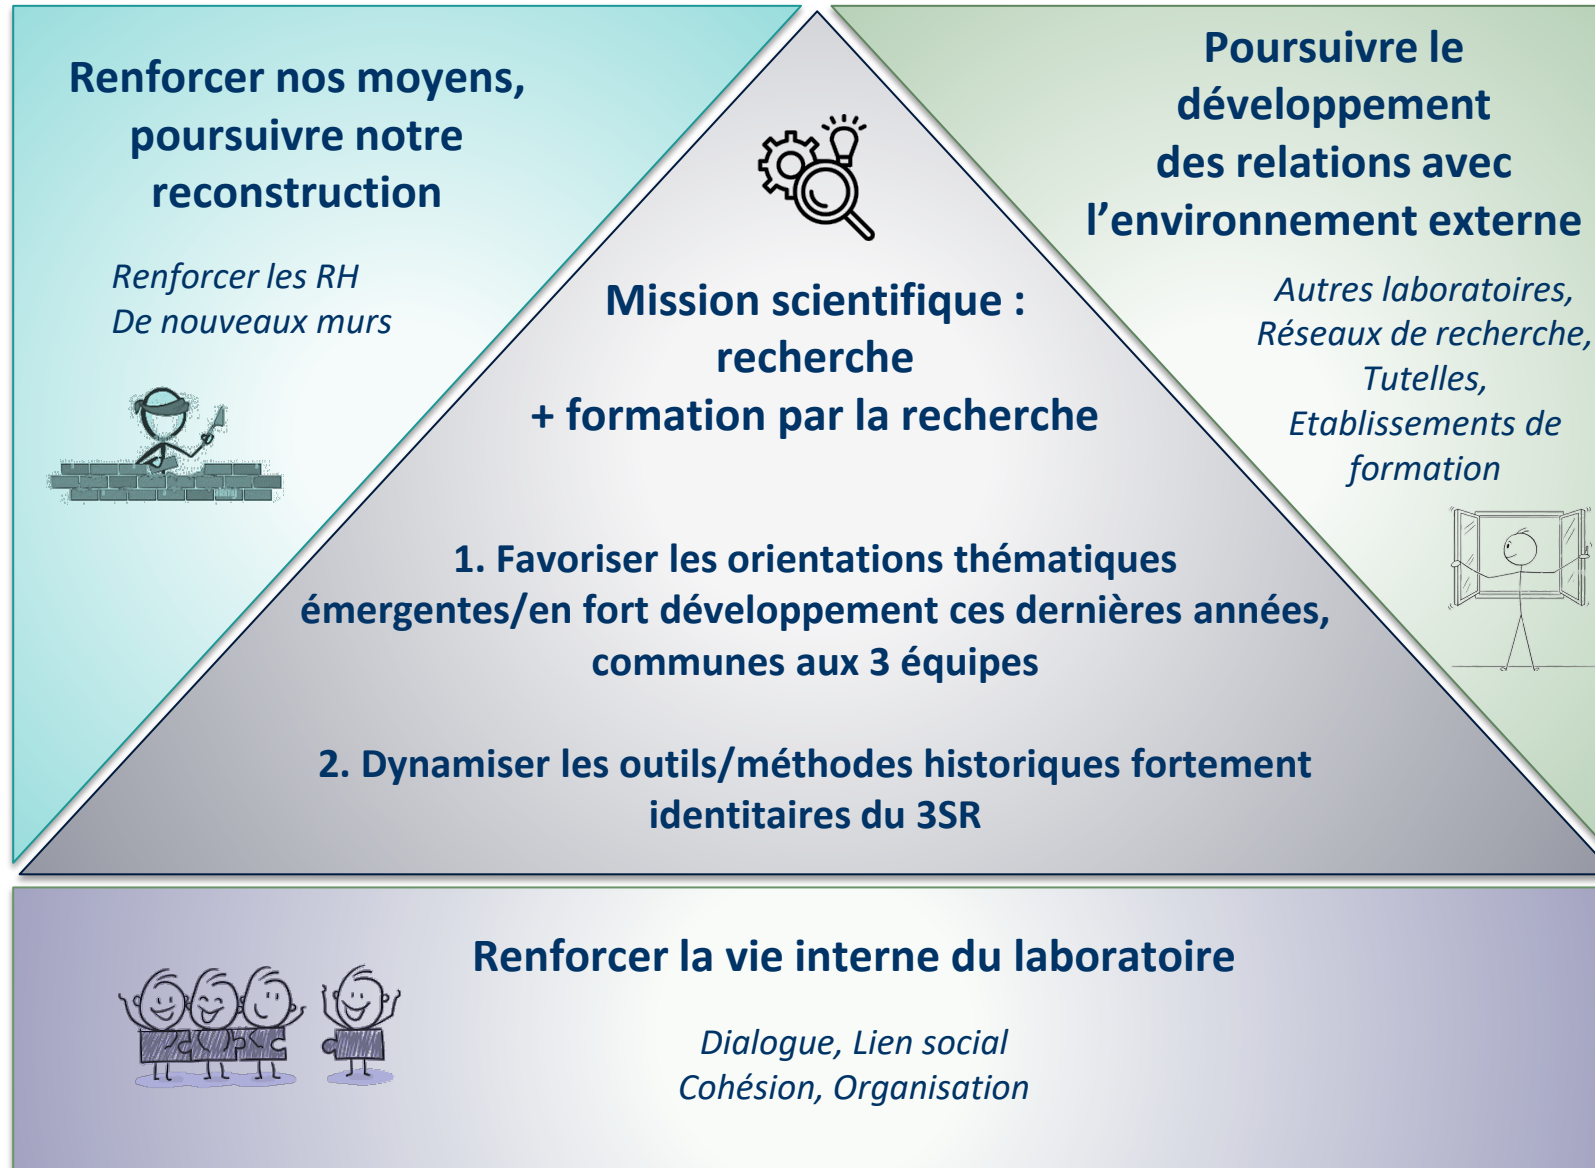 Renforcer nos moyens,
poursuivre notre
reconstruction
Renforcer les RH
De nouveaux murs
Poursuivre le
développement
des relations avec
l’environnement externe
Autres laboratoires,
Réseaux de recherche,
Tutelles,
Etablissements de
formation
Mission scientifique :
recherche
+ formation par la recherche
1. Favoriser les orientations thématiques
émergentes/en fort développement ces dernières années,
communes aux 3 équipes
2. Dynamiser les outils/méthodes historiques fortement
identitaires du 3SR
Renforcer la vie interne du laboratoire
Dialogue, Lien social
Cohésion, Organisation